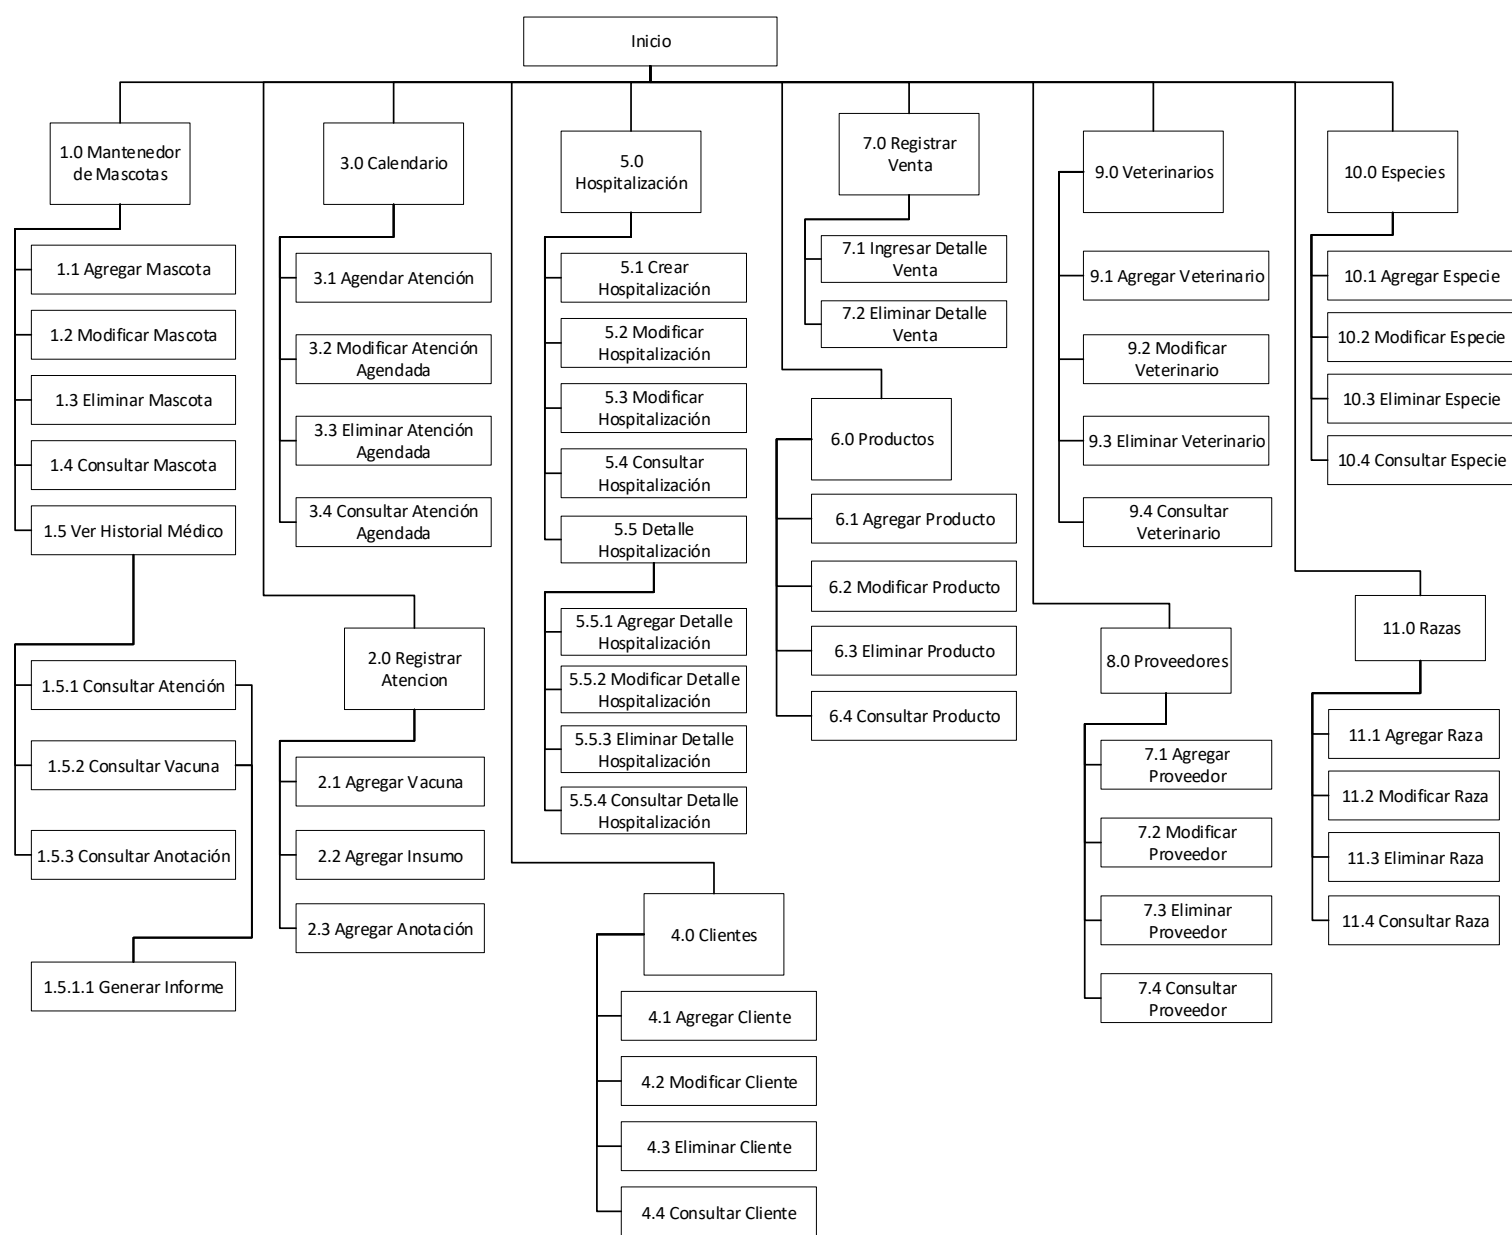 Inicio
1.0 Mantenedor
de Mascotas
1.1 Agregar Mascota
1.2 Modificar Mascota
1.3 Eliminar Mascota
1.4 Consultar Mascota
1.5 Ver Historial Médico
1.5.1 Consultar Atención
1.5.2 Consultar Vacuna
1.5.3 Consultar Anotación
1.5.1.1 Generar Informe
3.0 Calendario
3.1 Agendar Atención
3.2 Modificar Atención
Agendada
3.3 Eliminar Atención
Agendada
3.4 Consultar Atención
Agendada
2.0 Registrar
Atencion
2.1 Agregar Vacuna
2.2 Agregar Insumo
2.3 Agregar Anotación
5.0
Hospitalización
5.1 Crear
Hospitalización
5.2 Modificar
Hospitalización
5.3 Modificar
Hospitalización
5.4 Consultar
Hospitalización
5.5 Detalle
Hospitalización
5.5.1 Agregar Detalle
Hospitalización
5.5.2 Modificar Detalle
Hospitalización
5.5.3 Eliminar Detalle
Hospitalización
5.5.4 Consultar Detalle
Hospitalización
4.0 Clientes
4.1 Agregar Cliente
4.2 Modificar Cliente
4.3 Eliminar Cliente
4.4 Consultar Cliente
7.0 Registrar
Venta
7.1 Ingresar Detalle
Venta
7.2 Eliminar Detalle
Venta
6.0 Productos
6.1 Agregar Producto
6.2 Modificar Producto
6.3 Eliminar Producto
6.4 Consultar Producto
9.0 Veterinarios
9.1 Agregar Veterinario
9.2 Modificar
Veterinario
9.3 Eliminar Veterinario
9.4 Consultar
Veterinario
8.0 Proveedores
7.1 Agregar
Proveedor
7.2 Modificar
Proveedor
7.3 Eliminar
Proveedor
7.4 Consultar
Proveedor
10.0 Especies
10.1 Agregar Especie
10.2 Modificar Especie
10.3 Eliminar Especie
10.4 Consultar Especie
11.0 Razas
11.1 Agregar Raza
11.2 Modificar Raza
11.3 Eliminar Raza
11.4 Consultar Raza